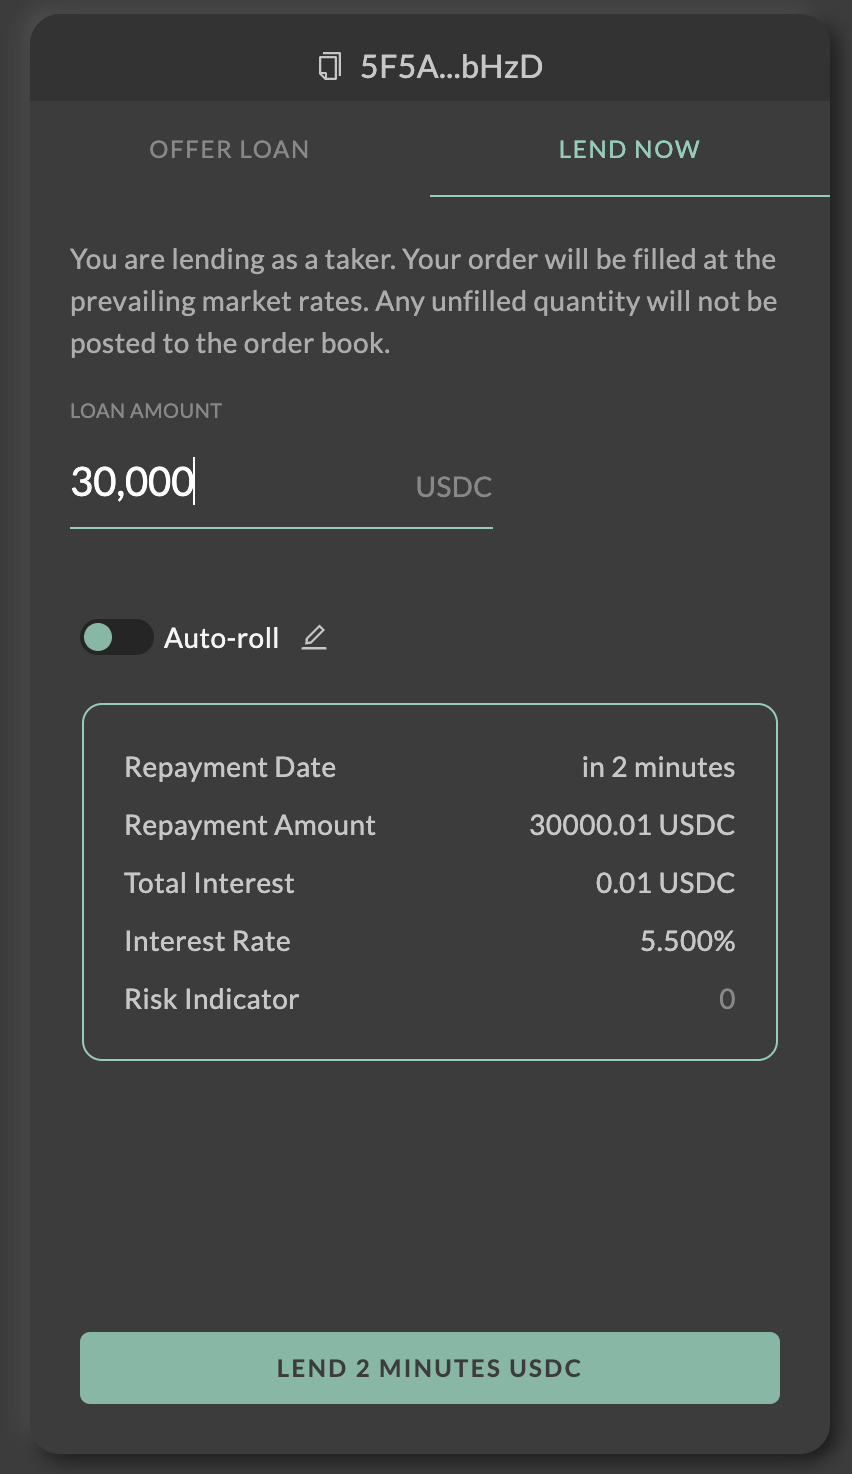 5F5A...bHzD
OFFER LOAN
LEND NOW
You are lending as a taker. Your order will be filled at the
prevailing market rates. Any unfilled quantity will not be
posted to the order book.
LOAN AMOUNT
30,000 USDC
Auto-roll
Repayment Date in 2 minutes
Repayment Amount 30000.01 USDC
Total Interest 0.01 USDC
Interest Rate 5.500%
Risk Indicator 0
LEND 2 MINUTES USDC